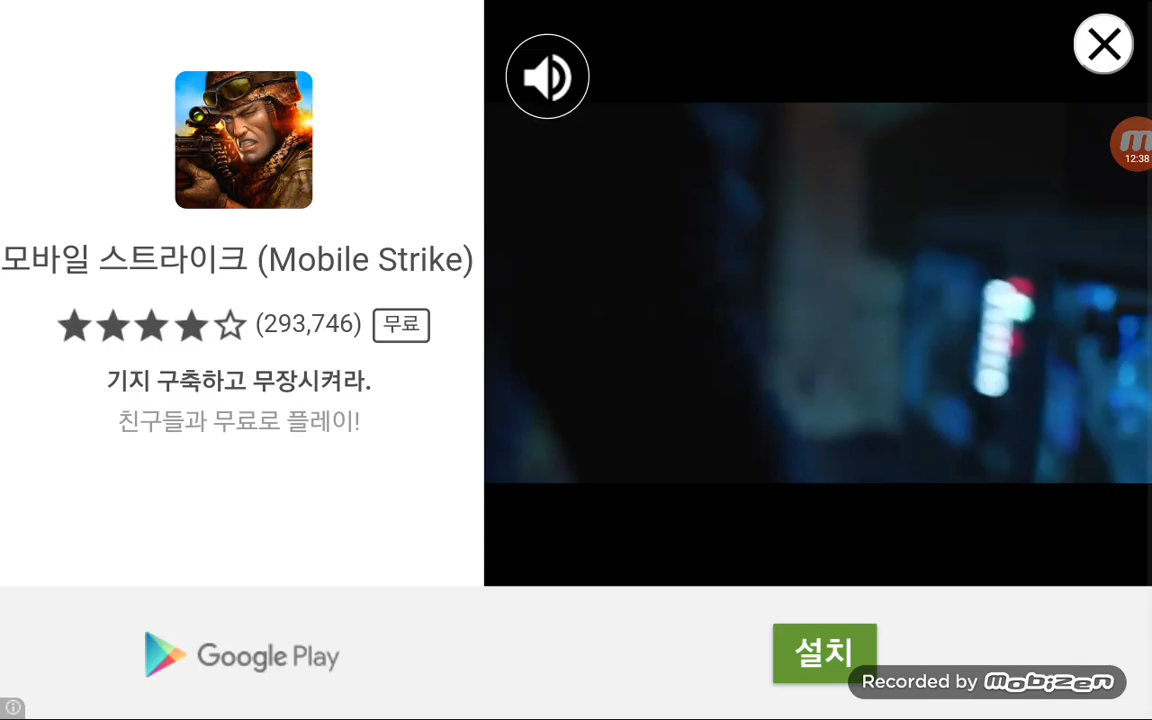 12:38
모바일 스트라이크 (Mobile Strike)
(293,746) 무료
기지 구축하고 무장시켜라.
친구들과 무료로 플레이!
Google Play
설치
Recorded by mobizen